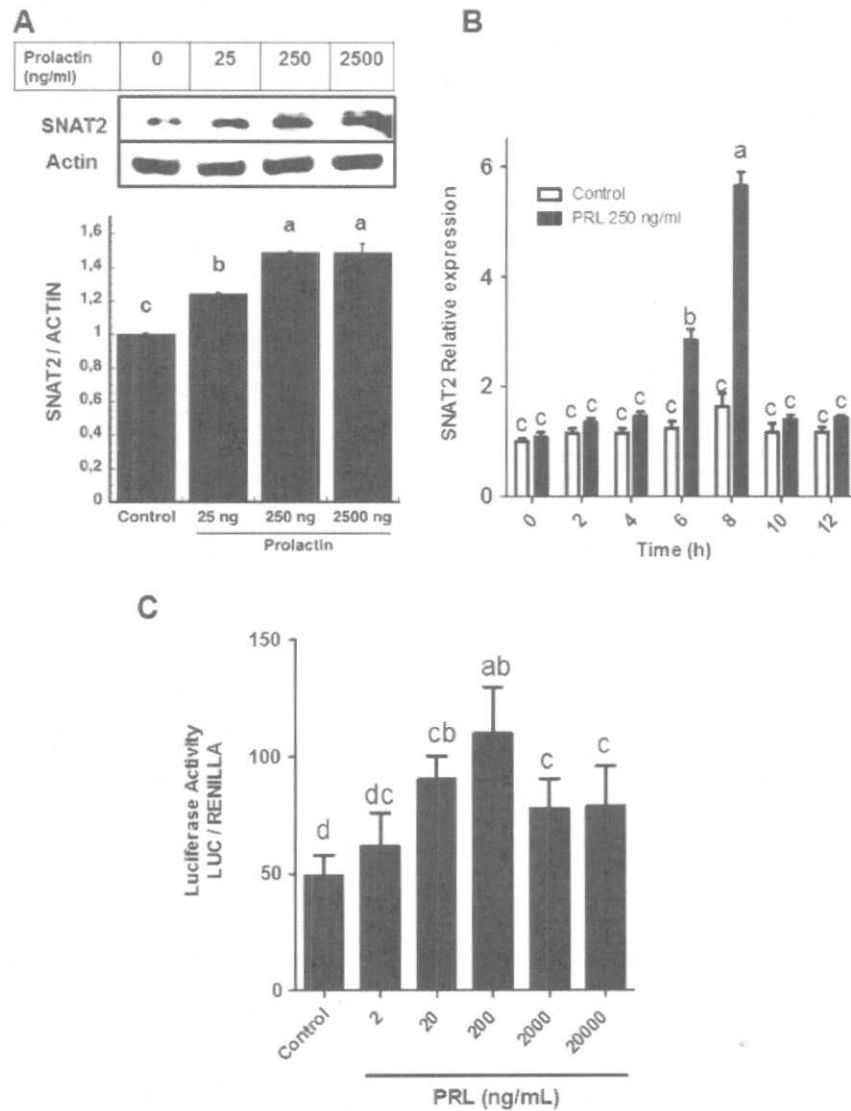 A
Prolactin (ng/ml) 0 25 250 2500
SNAT2
Actin
SNAT2 / ACTIN
1,6
1,4
1,2
1
0,8
0,6
0,4
0,2
0
c
b
a
a
Control 25 ng 250 ng 2500 ng
Prolactin
B
SNAT2 Relative expression
6
4
2
0
Control
PRL 250 ng/ml
c c c c c c c b c a c c c c
0 2 4 6 8 10 12
Time (h)
C
Luciferase Activity
LUC / RENILLA
150
100
50
0
d
dc
cb
ab
c
c
Control 2 20 200 2000 20000
PRL (ng/mL)